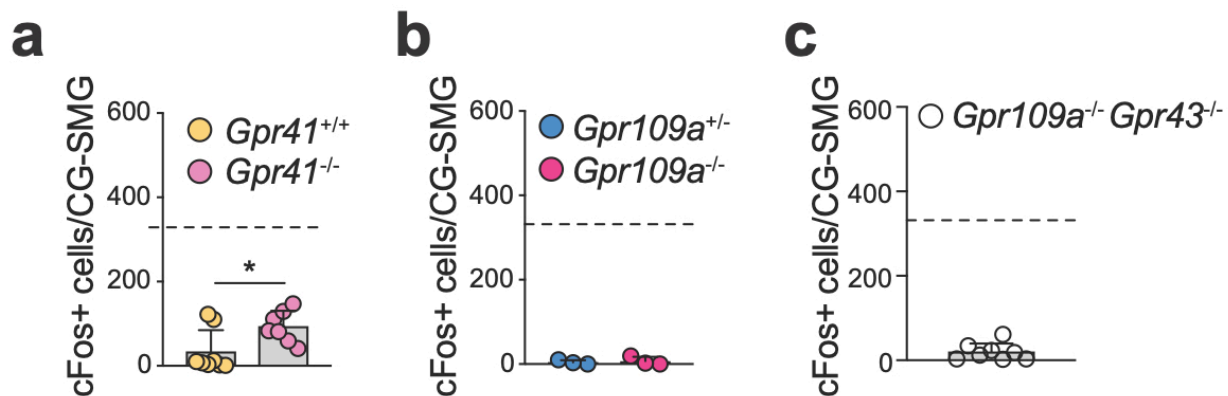 a
cFos+ cells/CG-SMG
600
400
200
0
Gpr41+/+
Gpr41-/-
*
b
cFos+ cells/CG-SMG
600
400
200
0
Gpr109a+/-
Gpr109a-/-
c
cFos+ cells/CG-SMG
600
400
200
0
Gpr109a-/- Gpr43-/-